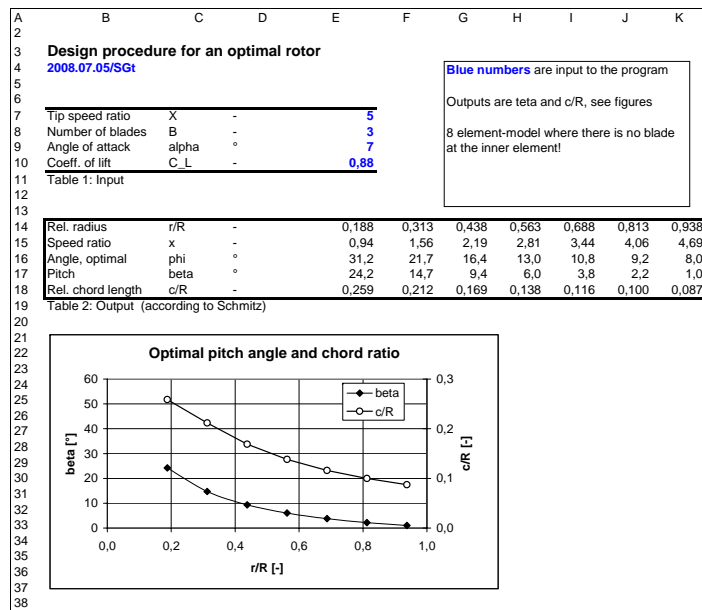 A B C D E F G H I J K
2
3 Design procedure for an optimal rotor
4 2008.07.05/SGt
Blue numbers are input to the program
5
6 Outputs are teta and c/R, see figures
7 Tip speed ratio X - 5
8 Number of blades B - 3
8 element-model where there is no blade
at the inner element!
9 Angle of attack alpha ° 7
10 Coeff. of lift C_L - 0,88
11 Table 1: Input
12
13
14 Rel. radius r/R - 0,188 0,313 0,438 0,563 0,688 0,813 0,938
15 Speed ratio x - 0,94 1,56 2,19 2,81 3,44 4,06 4,69
16 Angle, optimal phi ° 31,2 21,7 16,4 13,0 10,8 9,2 8,0
17 Pitch beta ° 24,2 14,7 9,4 6,0 3,8 2,2 1,0
18 Rel. chord length c/R - 0,259 0,212 0,169 0,138 0,116 0,100 0,087
19 Table 2: Output (according to Schmitz)
20
21
22
23
24
25
26
27
28
29
30
31
32
33
34
35
36
37
38
Optimal pitch angle and chord ratio
60
50
40
30
20
10
0
beta [°]
beta
c/R
0,3
0,2
0,1
0,0
c/R [-]
0,0 0,2 0,4 0,6 0,8 1,0
r/R [-]